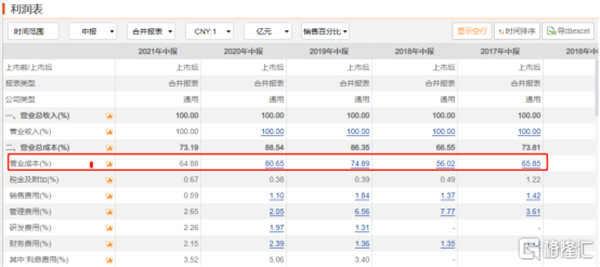 利润表
时间范围 中报 合并报表 CNY:1 亿元 销售百分比 显示空行 时间排序 导出excel
2021年中报 2020年中报 2019年中报 2018年中报 2017年中报 2016年中
上市前/上市后 上市后 上市后 上市后 上市后 上市后
报表类型 合并报表 合并报表 合并报表 合并报表 合并报表
公司类型 通用 通用 通用 通用 通用
一、营业总收入(%) 100.00 100.00 100.00 100.00 100.00
营业收入(%) 100.00 100.00 100.00 100.00 100.00
二、营业总成本(%) 73.19 88.54 86.35 66.55 73.81
营业成本(%) 64.88 80.65 74.89 56.02 65.85
税金及附加(%) 0.67 0.38 0.39 0.49 1.22
销售费用(%) 0.59 1.10 1.84 1.37 1.42
管理费用(%) 2.65 2.05 6.56 7.77 3.61
研发费用(%) 2.26 1.97 1.31 - -
财务费用(%) 2.15 2.39 1.36 1.35
其中:利息费用(%) 3.52 5.06 3.40 -
格隆汇